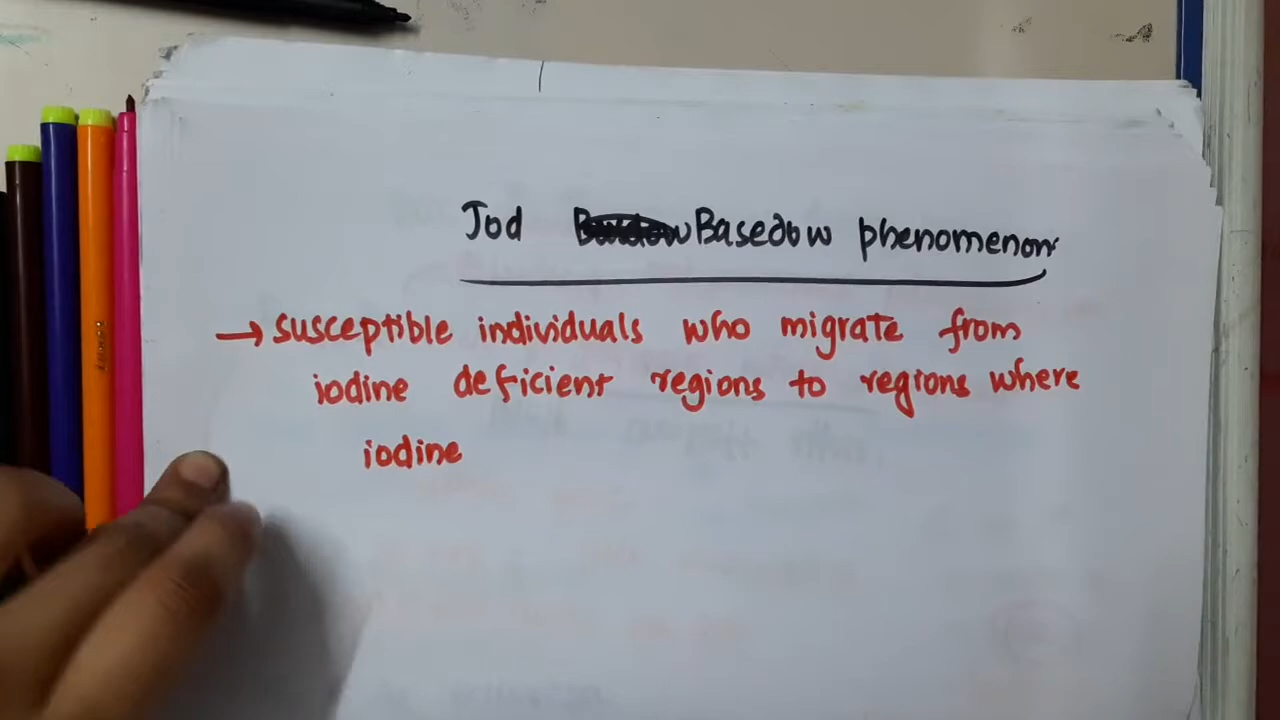 Jod Basedow phenomenon
→ susceptible individuals who migrate from
iodine deficient regions to regions where
iodine